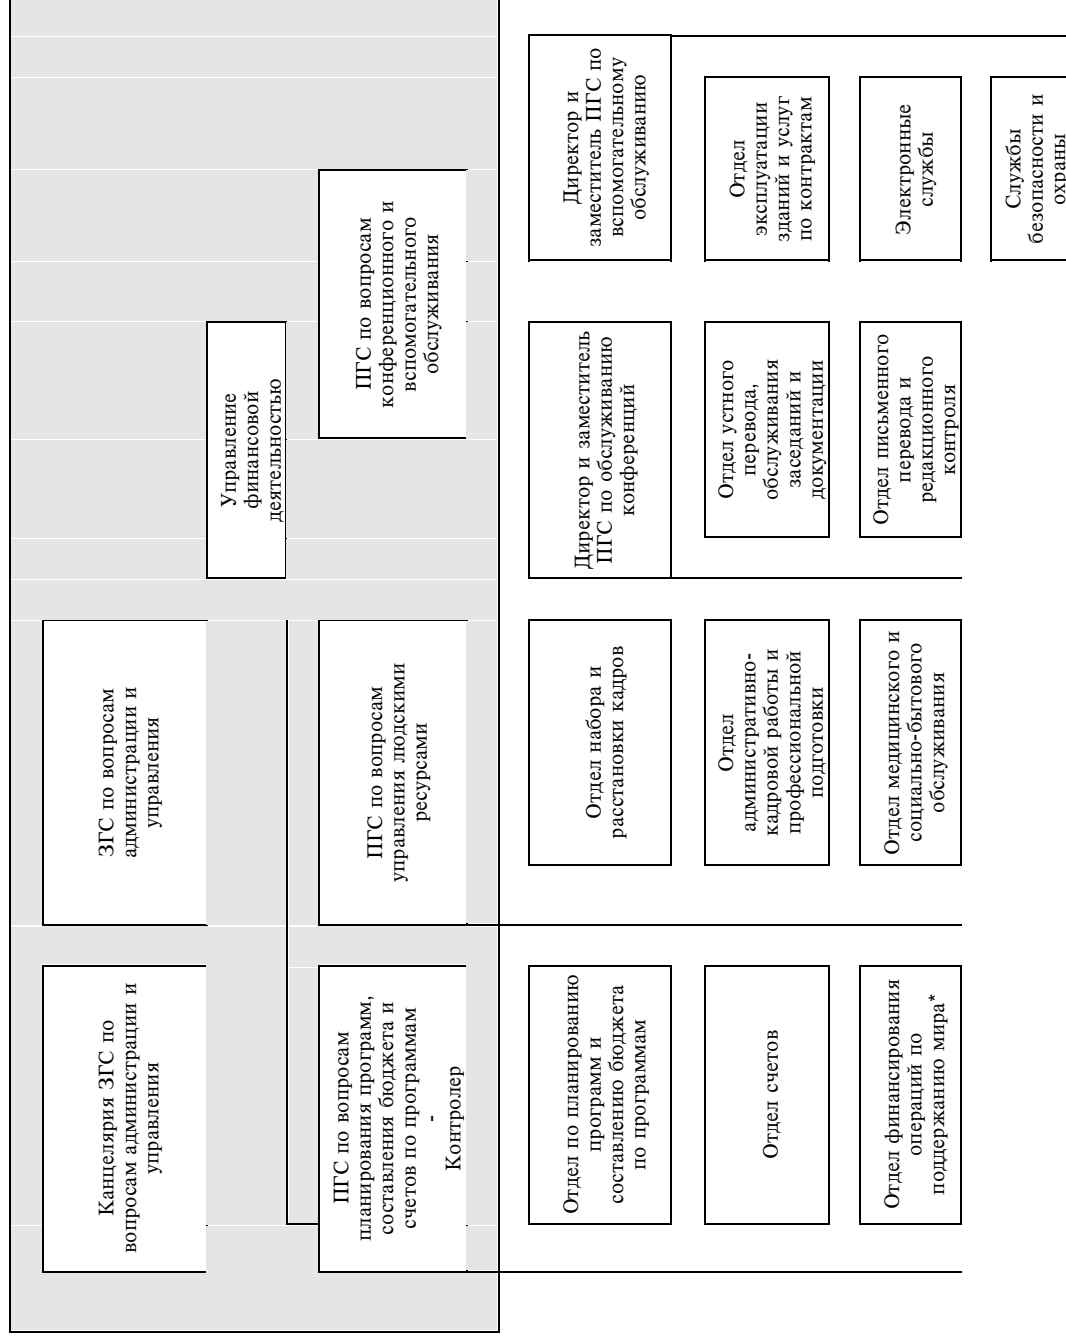 Канцелярия ЗГС по
вопросам администрации и
управления
ЗГС по вопросам
администрации и
управления
Управление
финансовой
деятельностью
ПГС по вопросам
планирования программ,
составления бюджета и
счетов по программам
-
Контролер
ПГС по вопросам
управления людскими
ресурсами
ПГС по вопросам
конференционного и
вспомогательного
обслуживания
Отдел по планированию
программ и
составлению бюджета
по программам
Отдел набора и
расстановки кадров
Директор и заместитель
ПГС по обслуживанию
конференций
Директор и
заместитель ПГС по
вспомогательному
обслуживанию
Отдел счетов
Отдел
административно-
кадровой работы и
профессиональной
подготовки
Отдел устного
перевода,
обслуживания
заседаний и
документации
Отдел
эксплуатации
зданий и услуг
по контрактам
Отдел финансирования
операций по
поддержанию мира*
Отдел медицинского и
социально-бытового
обслуживания
Отдел письменного
перевода и
редакционного
контроля
Электронные
службы
Службы
безопасности и
охраны